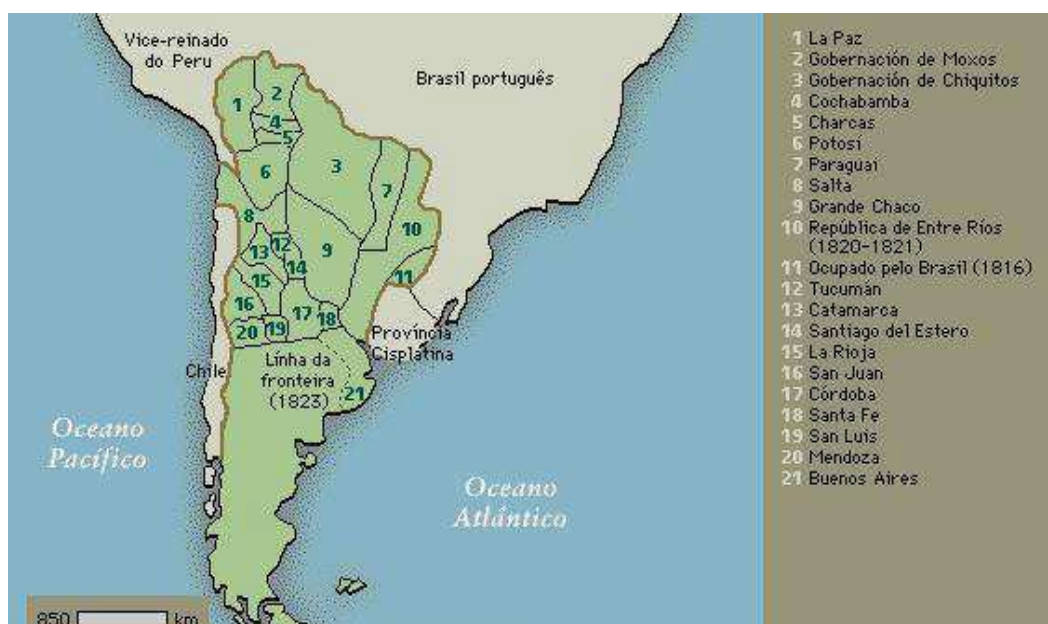 Vice-reinado
do Peru
Brasil português
1
2
4
5
3
6
7
8
10
9
12
13
14
11
15
16
17
18
20
19
Província
Cisplatina
Chile
Linha da
fronteira
(1823)
21
Oceano
Pacífico
Oceano
Atlántico
850 km
1 La Paz
2 Gobernación de Moxos
3 Gobernación de Chiquitos
4 Cochabamba
5 Charcas
6 Potosí
7 Paraguai
8 Salta
9 Grande Chaco
10 República de Entre Ríos
(1820-1821)
11 Ocupado pelo Brasil (1816)
12 Tucumán
13 Catamarca
14 Santiago del Estero
15 La Rioja
16 San Juan
17 Córdoba
18 Santa Fe
19 San Luis
20 Mendoza
21 Buenos Aires